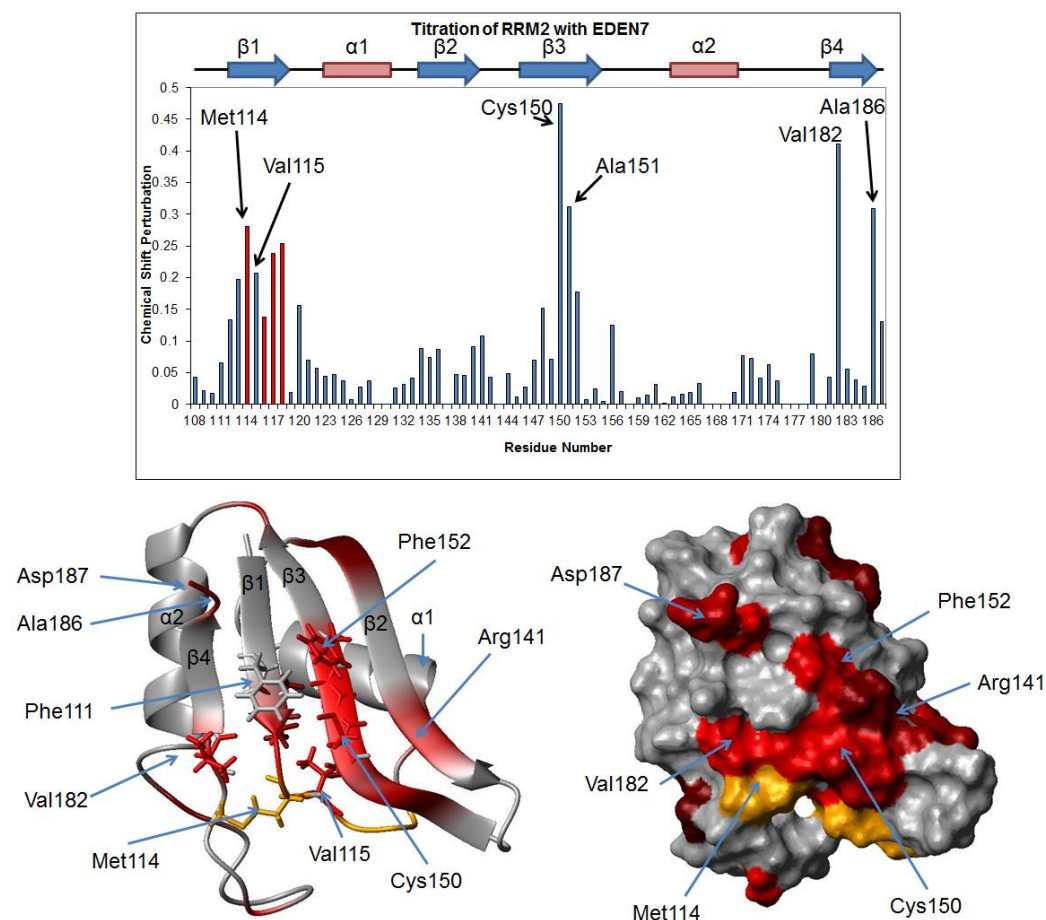 Titration of RRM2 with EDEN7
β1 α1 β2 β3 α2 β4
0.5
0.45
0.4
0.35
0.3
0.25
0.2
0.15
0.1
0.05
0
Chemical Shift Perturbation
Met114
Val115
Cys150
Ala151
Val182
Ala186
108 111 114 117 120 123 126 129 132 135 138 141 144 147 150 153 156 159 162 165 168 171 174 177 180 183 186
Residue Number
Asp187
Ala186
Phe111
Val182
Met114
Val115
Cys150
Arg141
Phe152
α2
β4
β1
β3
β2
α1
Asp187
Phe152
Arg141
Val182
Met114
Cys150